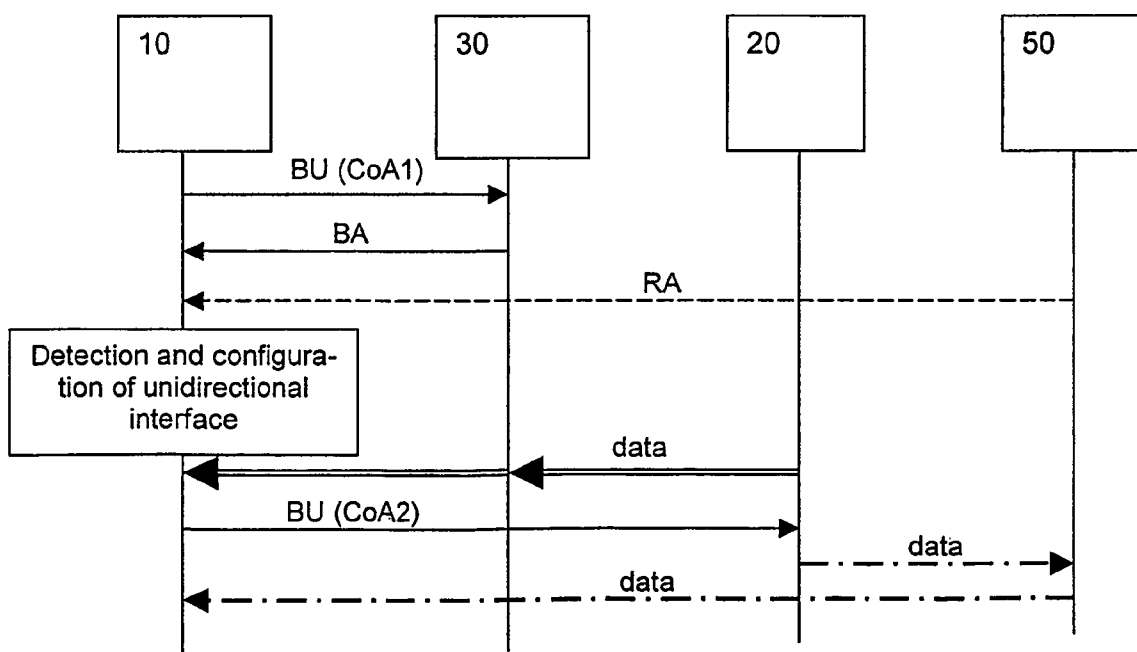 10
30
20
50
BU (CoA1)
BA
RA
Detection and configura-
tion of unidirectional
interface
data
BU (CoA2)
data
data